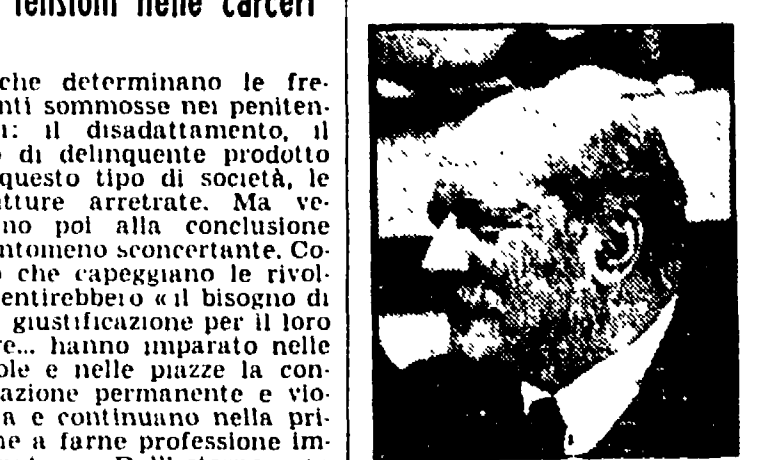 tensioni nelle carceri
che determinano le fre-
nti sommosse nei peniten-
i: il disadattamento, il
di delinquente prodotto
questo tipo di società, le
tture arretrate. Ma ve-
no poi alla conclusione
ntomeno sconcertante. Co-
che capeggiano le rivol-
entirebbero « il bisogno di
giustificazione per il loro
re... hanno imparato nelle
ole e nelle piazze la con-
azione permanente e vio-
a e continuano nella pri-
ne a farne professione im-